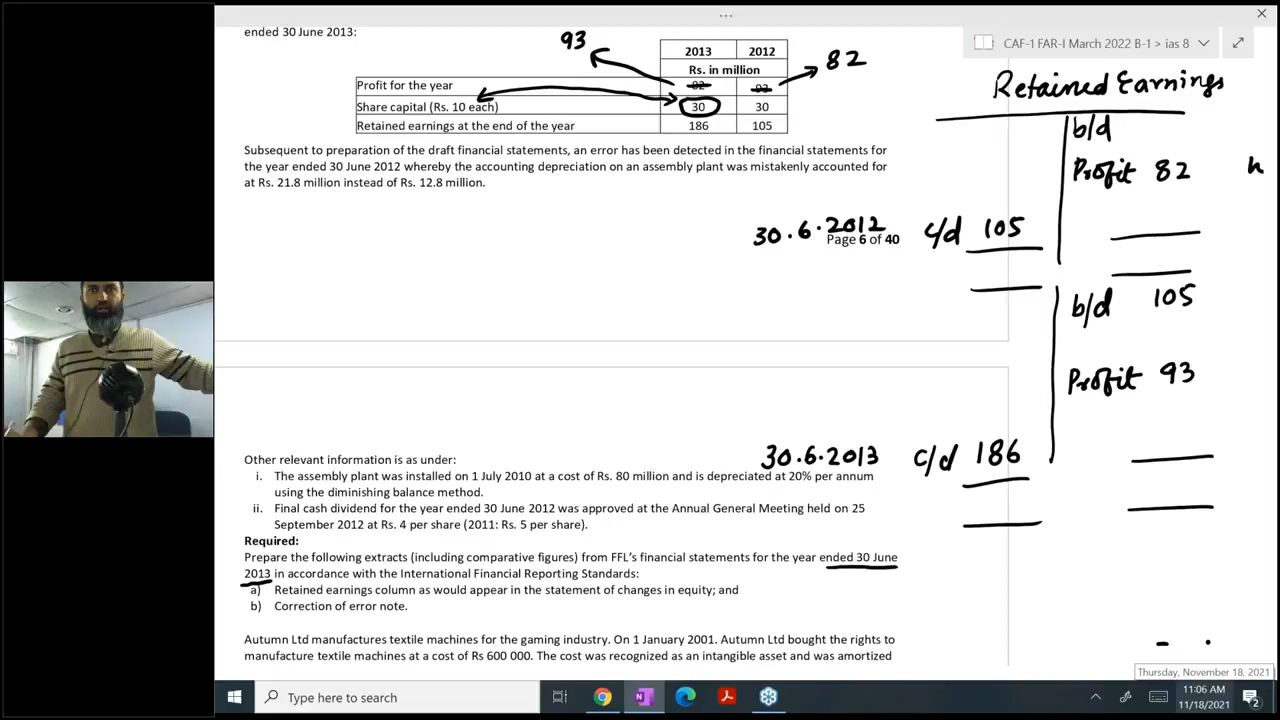 ended 30 June 2013:
CAF-1 FAR-I March 2022 B-1 > ias 8
93
82
2013 2012
Rs. in million
Profit for the year
Share capital (Rs. 10 each) 30 30
Retained earnings at the end of the year 186 105
Retained Earnings
b/d
Profit 82
Subsequent to preparation of the draft financial statements, an error has been detected in the financial statements for
the year ended 30 June 2012 whereby the accounting depreciation on an assembly plant was mistakenly accounted for
at Rs. 21.8 million instead of Rs. 12.8 million.
30.6.2012 c/d 105
Page 6 of 40
b/d 105
Profit 93
30.6.2013 c/d 186
Other relevant information is as under:
i. The assembly plant was installed on 1 July 2010 at a cost of Rs. 80 million and is depreciated at 20% per annum
using the diminishing balance method.
ii. Final cash dividend for the year ended 30 June 2012 was approved at the Annual General Meeting held on 25
September 2012 at Rs. 4 per share (2011: Rs. 5 per share).
Required:
Prepare the following extracts (including comparative figures) from FFL's financial statements for the year ended 30 June
2013 in accordance with the International Financial Reporting Standards:
a) Retained earnings column as would appear in the statement of changes in equity; and
b) Correction of error note.
Autumn Ltd manufactures textile machines for the gaming industry. On 1 January 2001. Autumn Ltd bought the rights to
manufacture textile machines at a cost of Rs 600 000. The cost was recognized as an intangible asset and was amortized
Thursday, November 18, 2021
Type here to search
11:06 AM
11/18/2021
2